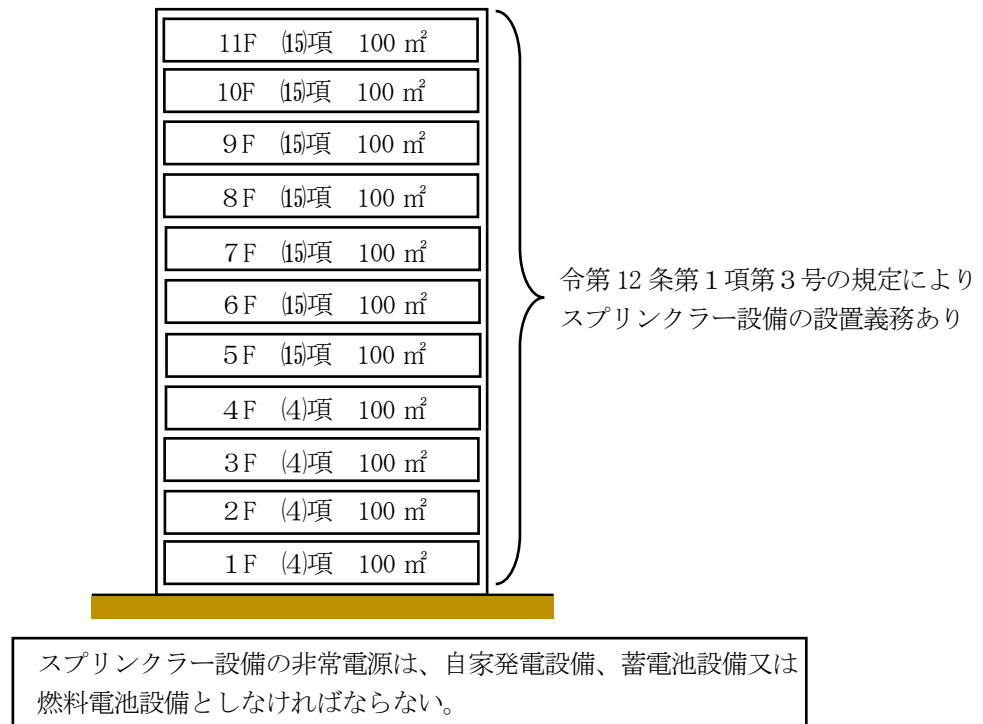 11F ⒂項 100 ㎡
10F ⒂項 100 ㎡
９F ⒂項 100 ㎡
８F ⒂項 100 ㎡
７F ⒂項 100 ㎡
６F ⒂項 100 ㎡
５F ⒂項 100 ㎡
４F ⑷項 100 ㎡
３F ⑷項 100 ㎡
２F ⑷項 100 ㎡
１F ⑷項 100 ㎡
令第 12 条第１項第３号の規定により
スプリンクラー設備の設置義務あり
スプリンクラー設備の非常電源は、自家発電設備、蓄電池設備又は
燃料電池設備としなければならない。